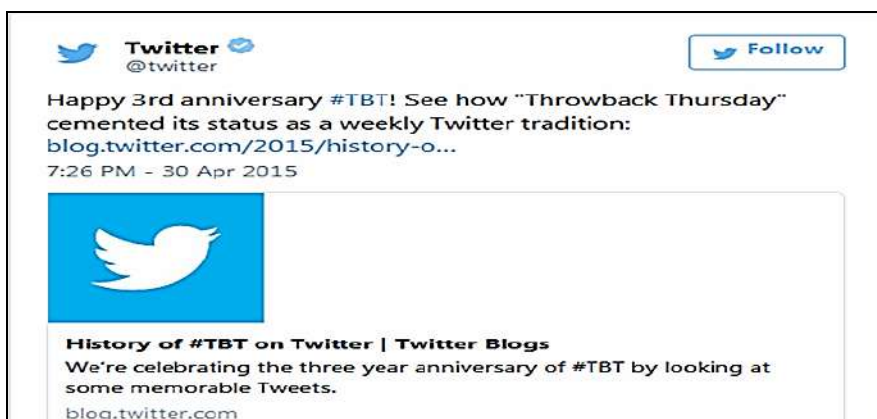 Twitter
@twitter
Follow
Happy 3rd anniversary #TBT! See how "Throwback Thursday"
cemented its status as a weekly Twitter tradition:
blog.twitter.com/2015/history-o...
7:26 PM - 30 Apr 2015
History of #TBT on Twitter | Twitter Blogs
We're celebrating the three year anniversary of #TBT by looking at
some memorable Tweets.
blog.twitter.com